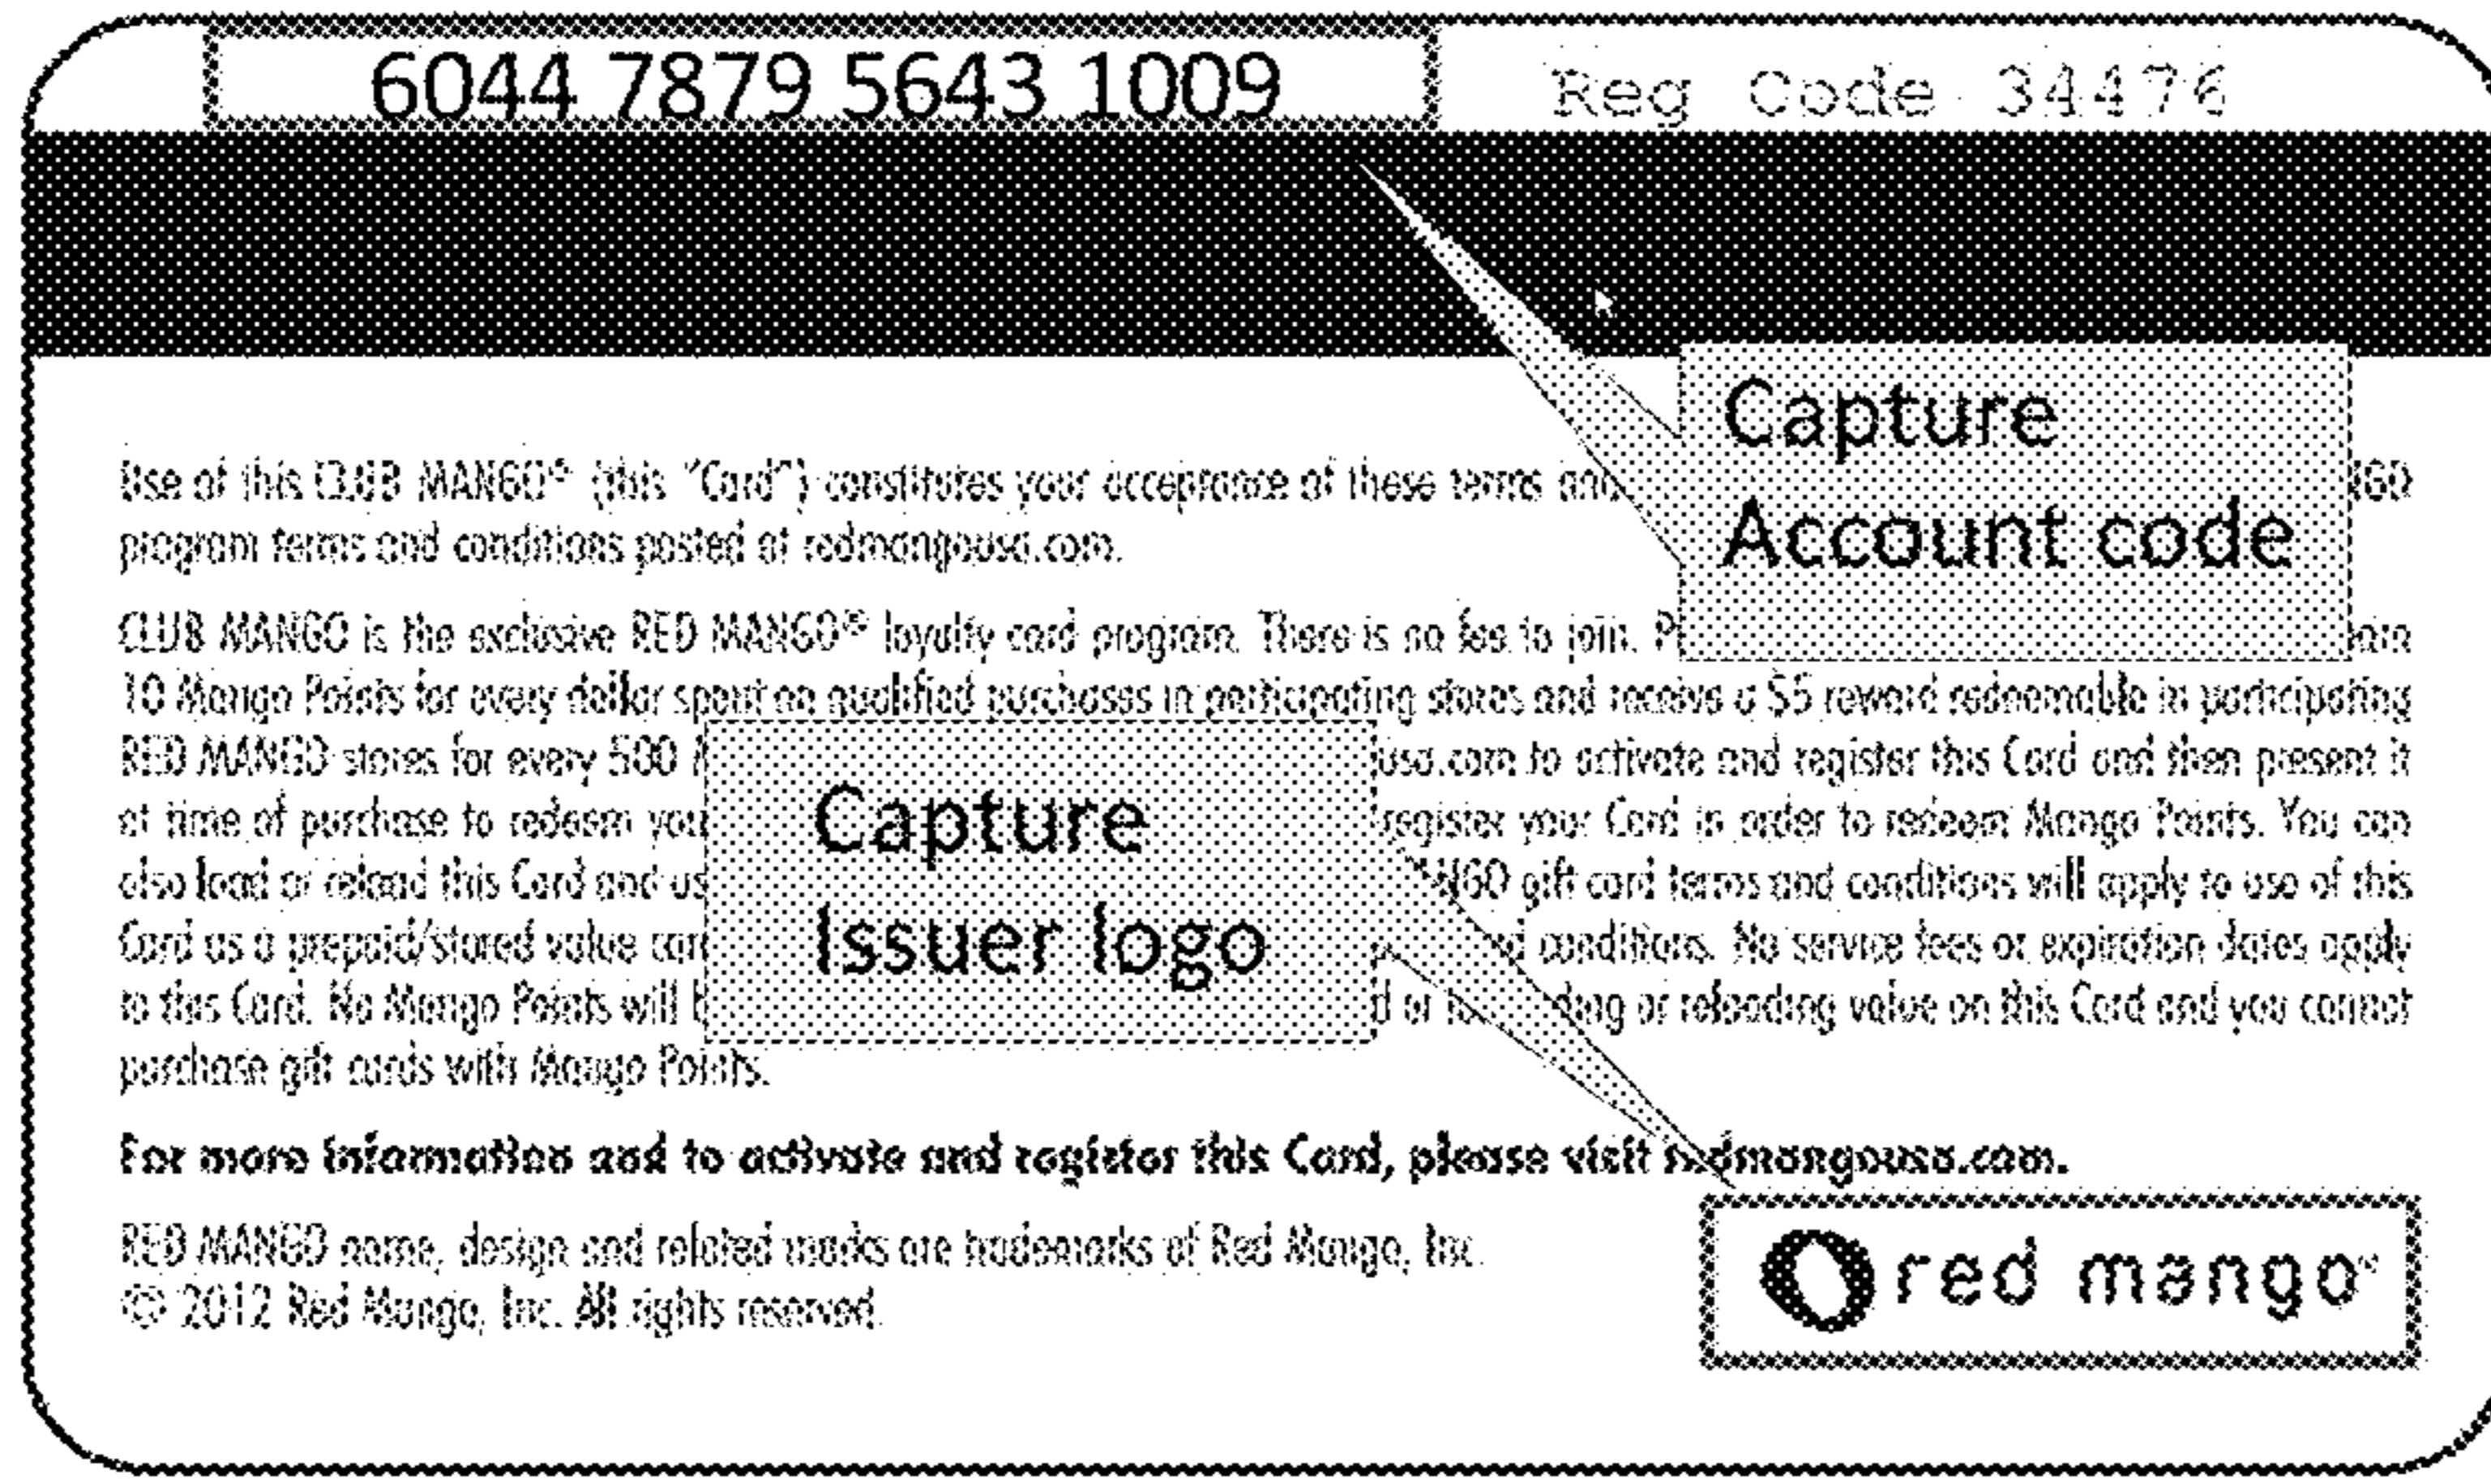 6044 7879 5643 1009
Reg Code 34476
Capture
Account code
Use of this CLUB MANGO® (this "Card") constitutes your acceptance of these terms and
program terms and conditions posted at redmangousa.com.
CLUB MANGO is the exclusive RED MANGO® loyalty card program. There is no fee to join.
10 Mango Points for every dollar spent on qualified purchases in participating stores and receive a $5 reward redeemable in participating
RED MANGO stores for every 500 usa.com to activate and register this Card and then present it
at time of purchase to redeem you register your Card in order to redeem Mango Points. You can
also load or reload this Card and us NGO gift card terms and conditions will apply to use of this
Card as a prepaid/stored value car d conditions. No service fees or expiration dates apply
to this Card. No Mango Points will b d or ding or reloading value on this Card and you cannot
purchase gift cards with Mango Points.
Capture
Issuer logo
For more information and to activate and register this Card, please visit redmangousa.com.
RED MANGO name, design and related marks are trademarks of Red Mango, Inc.
© 2012 Red Mango, Inc. All rights reserved.
red mango